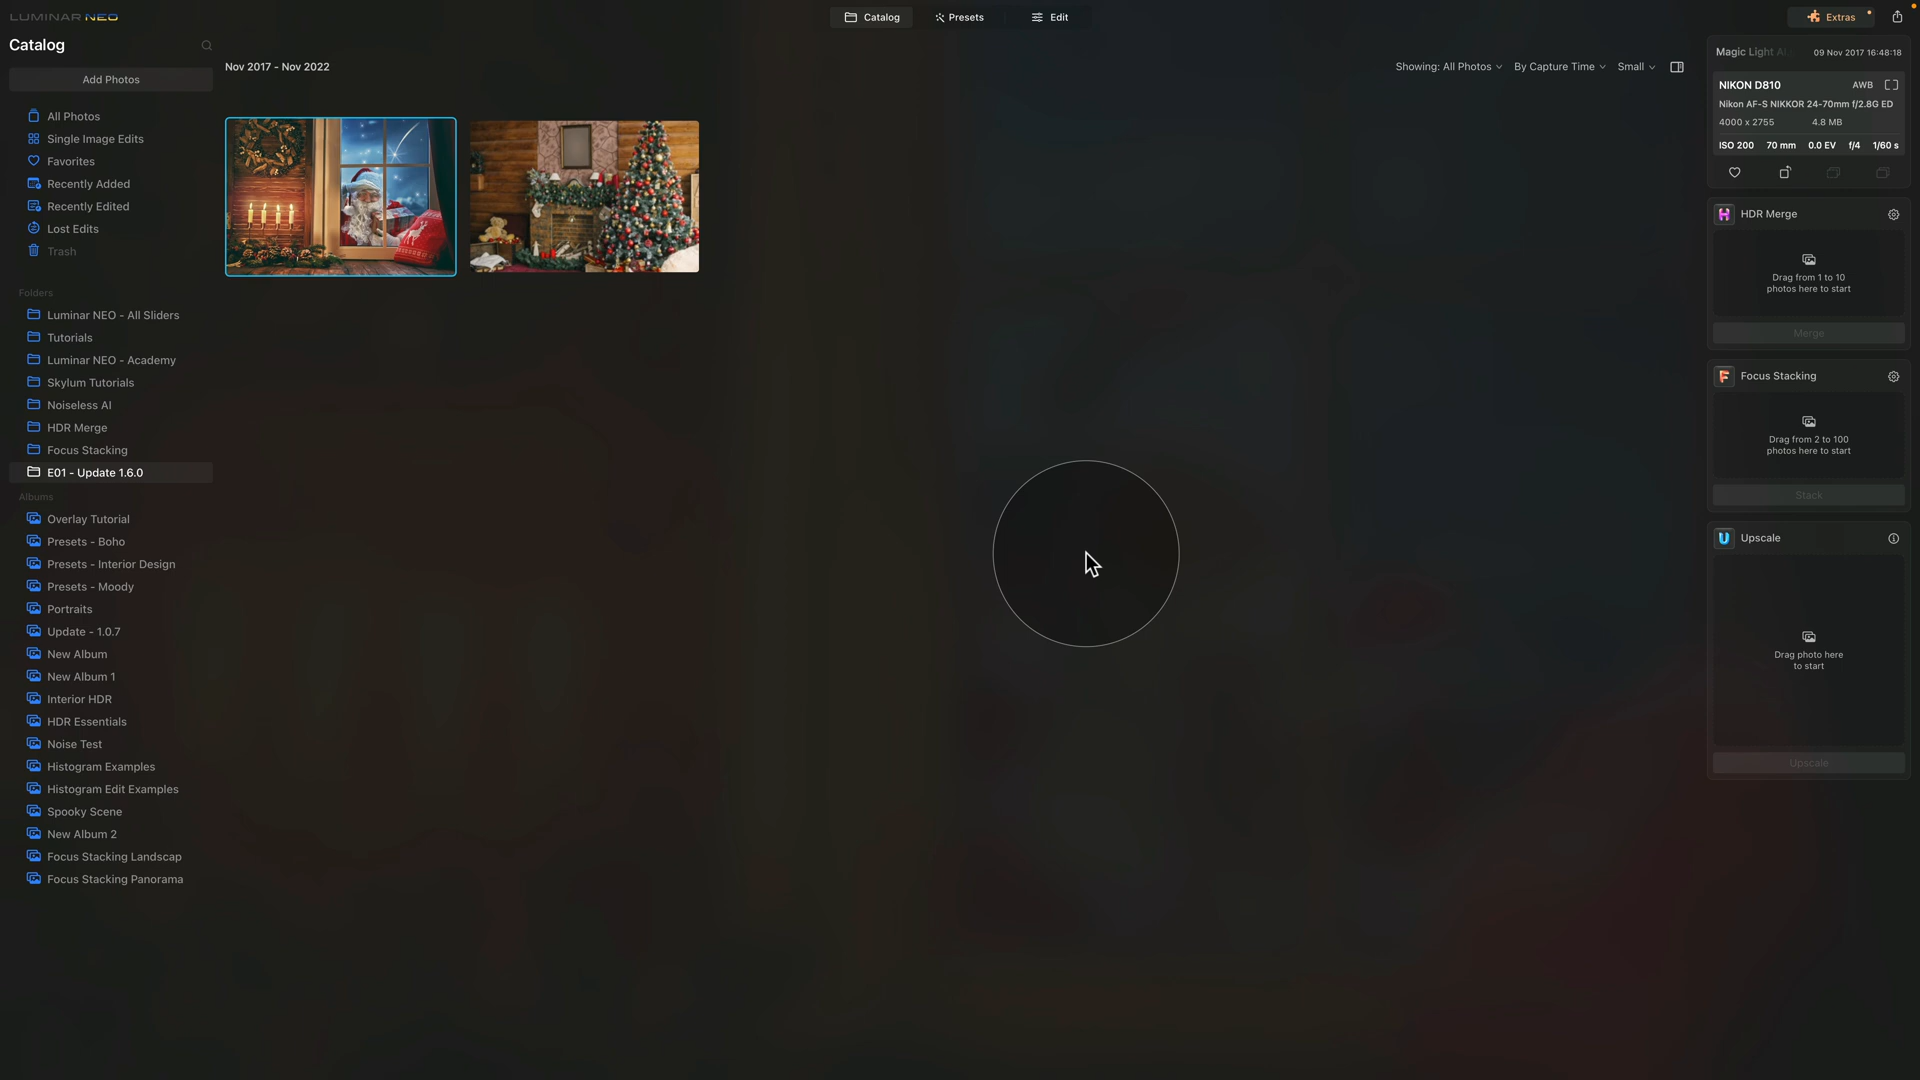 LUMINAR NEO
Catalog
Presets
Edit
Extras
Catalog
Add Photos
All Photos
Single Image Edits
Favorites
Recently Added
Recently Edited
Lost Edits
Trash
Folders
Luminar NEO - All Sliders
Tutorials
Luminar NEO - Academy
Skylum Tutorials
Noiseless AI
HDR Merge
Focus Stacking
E01 - Update 1.6.0
Albums
Overlay Tutorial
Presets - Boho
Presets - Interior Design
Presets - Moody
Portraits
Update - 1.0.7
New Album
New Album 1
Interior HDR
HDR Essentials
Noise Test
Histogram Examples
Histogram Edit Examples
Spooky Scene
New Album 2
Focus Stacking Landscap
Focus Stacking Panorama
Nov 2017 - Nov 2022
Showing: All Photos
By Capture Time
Small
Magic Light AI
09 Nov 2017 16:48:18
NIKON D810
AWB
Nikon AF-S NIKKOR 24-70mm f/2.8G ED
4000 x 2755
4.8 MB
ISO 200 70 mm 0.0 EV f/4 1/60 s
HDR Merge
Drag from 1 to 10
photos here to start
Merge
Focus Stacking
Drag from 2 to 100
photos here to start
Stack
Upscale
Drag photo here
to start
Upscale